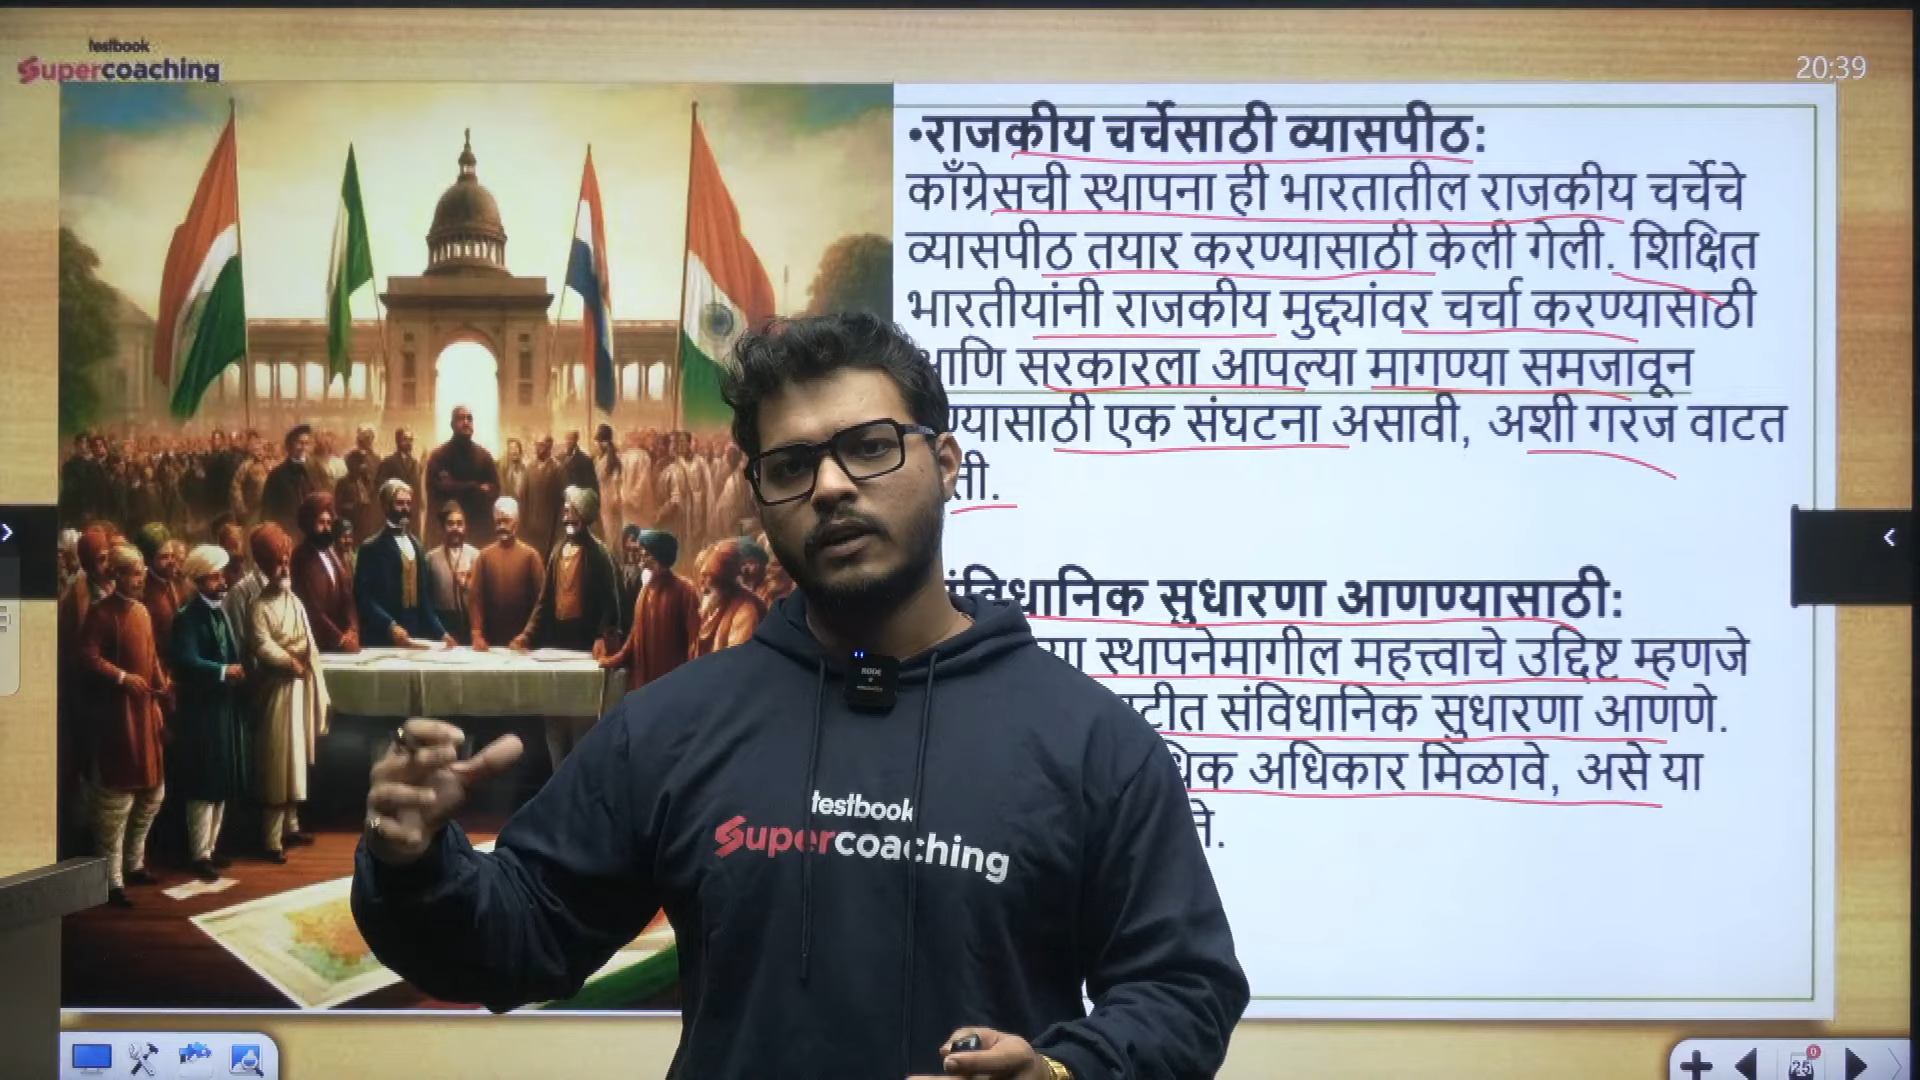 testbook
Supercoaching
20:39
•राजकीय चर्चेसाठी व्यासपीठ:
काँग्रेसची स्थापना ही भारतातील राजकीय चर्चेचे
व्यासपीठ तयार करण्यासाठी केली गेली. शिक्षित
भारतीयांनी राजकीय मुद्द्यांवर चर्चा करण्यासाठी
सरकारला आपल्या मागण्या समजावून
एक संघटना असावी, अशी गरज वाटत
सुधारणा आणण्यासाठी:
स्थापनेमागील महत्त्वाचे उद्दिष्ट म्हणजे
संविधानिक सुधारणा आणणे.
अधिकार मिळावे, असे या
testbook
Supercoaching
25